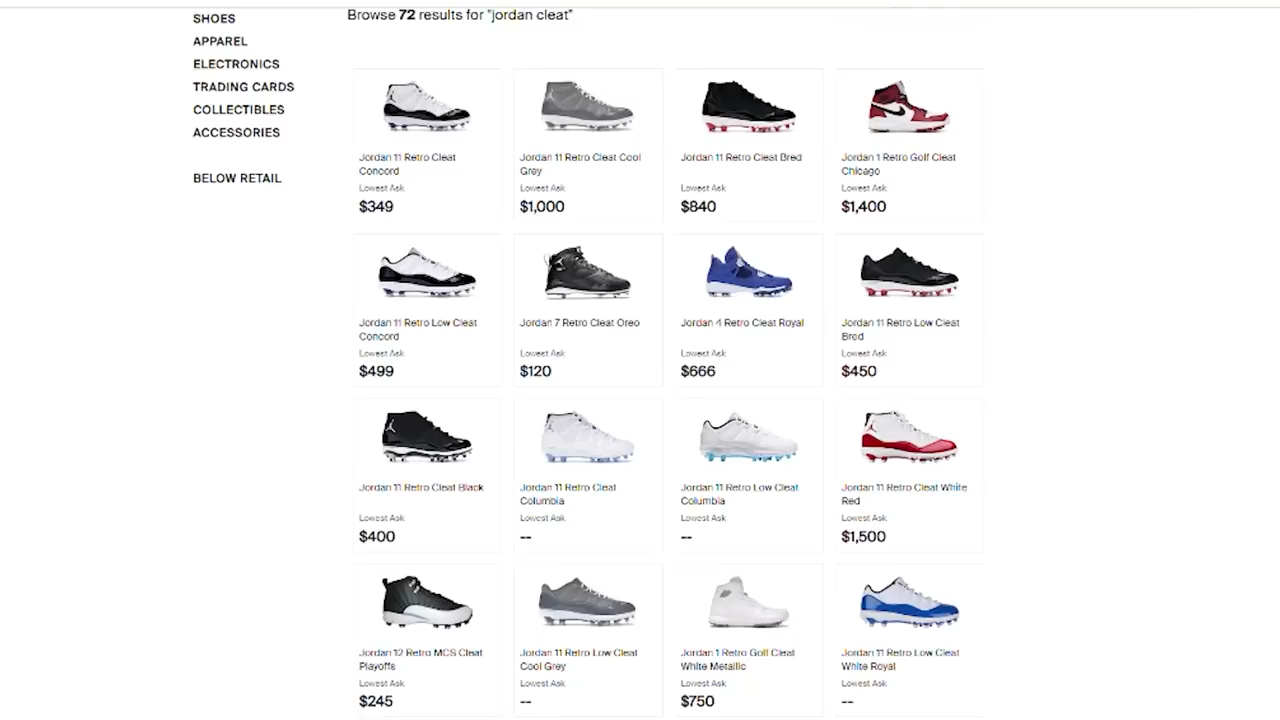 SHOES
APPAREL
ELECTRONICS
TRADING CARDS
COLLECTIBLES
ACCESSORIES
BELOW RETAIL
Browse 72 results for "jordan cleat"
Jordan 11 Retro Cleat
Concord
Lowest Ask
$349
Jordan 11 Retro Cleat Cool
Grey
Lowest Ask
$1,000
Jordan 11 Retro Cleat Bred
Lowest Ask
$840
Jordan 1 Retro Golf Cleat
Chicago
Lowest Ask
$1,400
Jordan 11 Retro Low Cleat
Concord
Lowest Ask
$499
Jordan 7 Retro Cleat Oreo
Lowest Ask
$120
Jordan 4 Retro Cleat Royal
Lowest Ask
$666
Jordan 11 Retro Low Cleat
Bred
Lowest Ask
$450
Jordan 11 Retro Cleat Black
Lowest Ask
$400
Jordan 11 Retro Cleat
Columbia
Lowest Ask
--
Jordan 11 Retro Low Cleat
Columbia
Lowest Ask
--
Jordan 11 Retro Cleat White
Red
Lowest Ask
$1,500
Jordan 12 Retro MCS Cleat
Playoffs
Lowest Ask
$245
Jordan 11 Retro Low Cleat
Cool Grey
Lowest Ask
--
Jordan 1 Retro Golf Cleat
White Metallic
Lowest Ask
$750
Jordan 11 Retro Low Cleat
White Royal
Lowest Ask
--